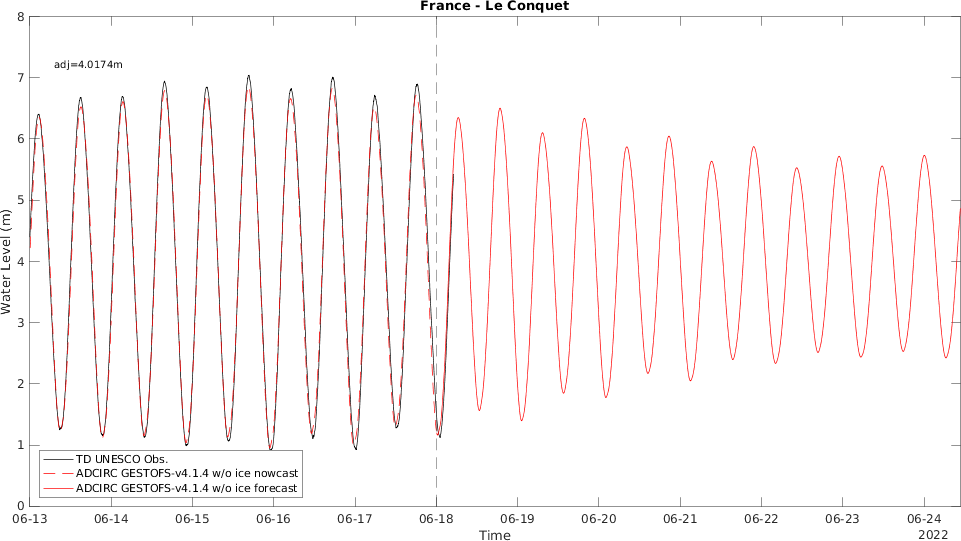 France - Le Conquet
8
adj=4.0174m
7
6
5
4
3
2
1
0
Water Level (m)
TD UNESCO Obs.
ADCIRC GESTOFS-v4.1.4 w/o ice nowcast
ADCIRC GESTOFS-v4.1.4 w/o ice forecast
06-13 06-14 06-15 06-16 06-17 06-18 06-19 06-20 06-21 06-22 06-23 06-24
Time
2022